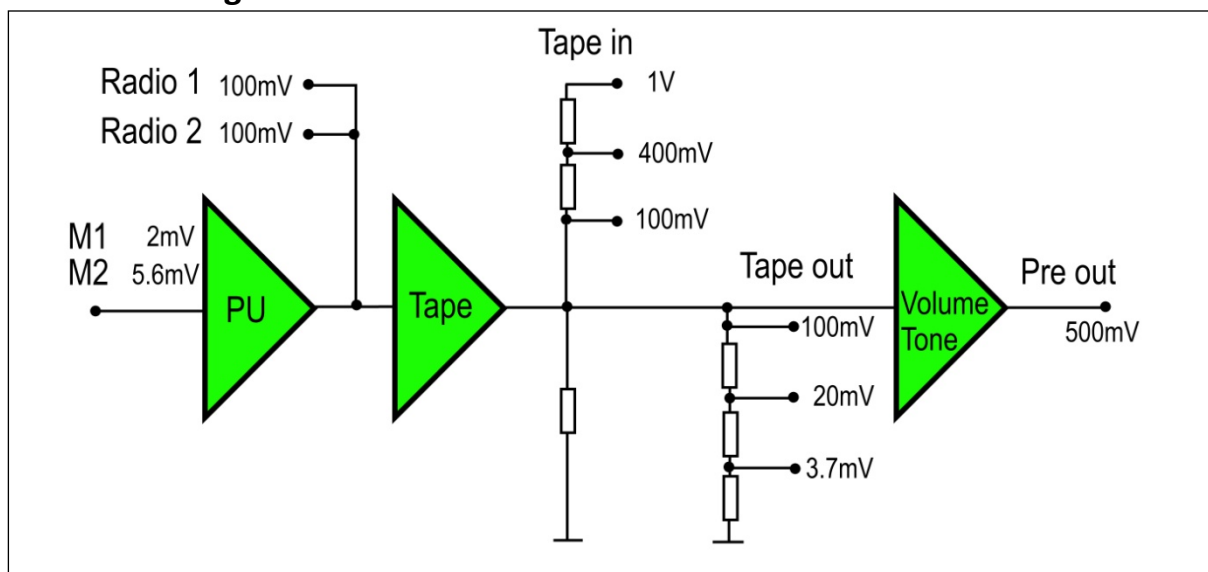 g
Tape in
Radio 1 100mV
1V
Radio 2 100mV
400mV
100mV
M1 2mV
M2 5.6mV
PU
Tape
Tape out
Volume
Tone
Pre out
100mV
500mV
20mV
3.7mV